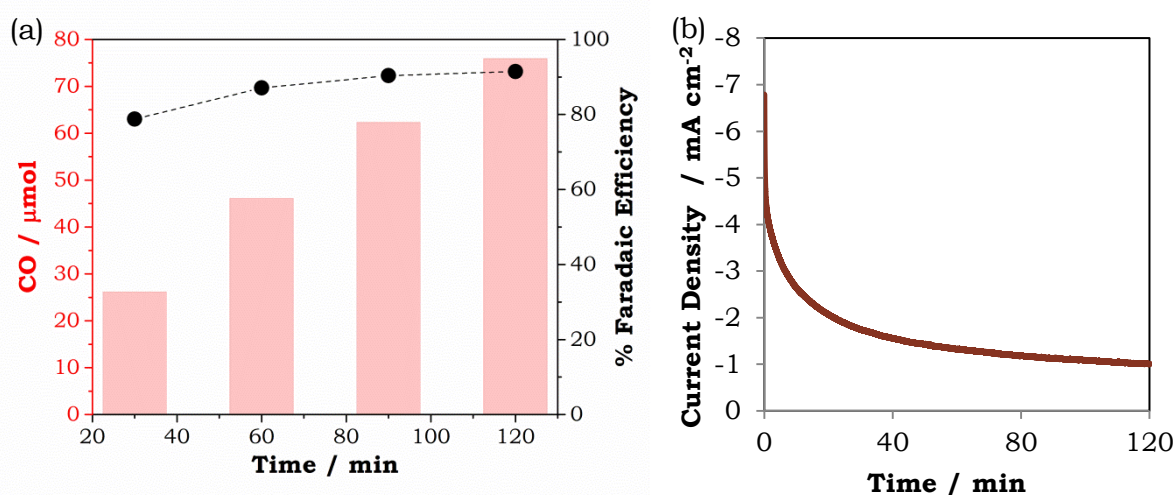 (a)
80
70
60
50
40
30
20
10
0
CO / μmol
100
80
60
40
20
0
% Faradaic Efficiency
20 40 60 80 100 120
Time / min
(b)
-8
-7
-6
-5
-4
-3
-2
-1
0
Current Density / mA cm⁻²
0 40 80 120
Time / min